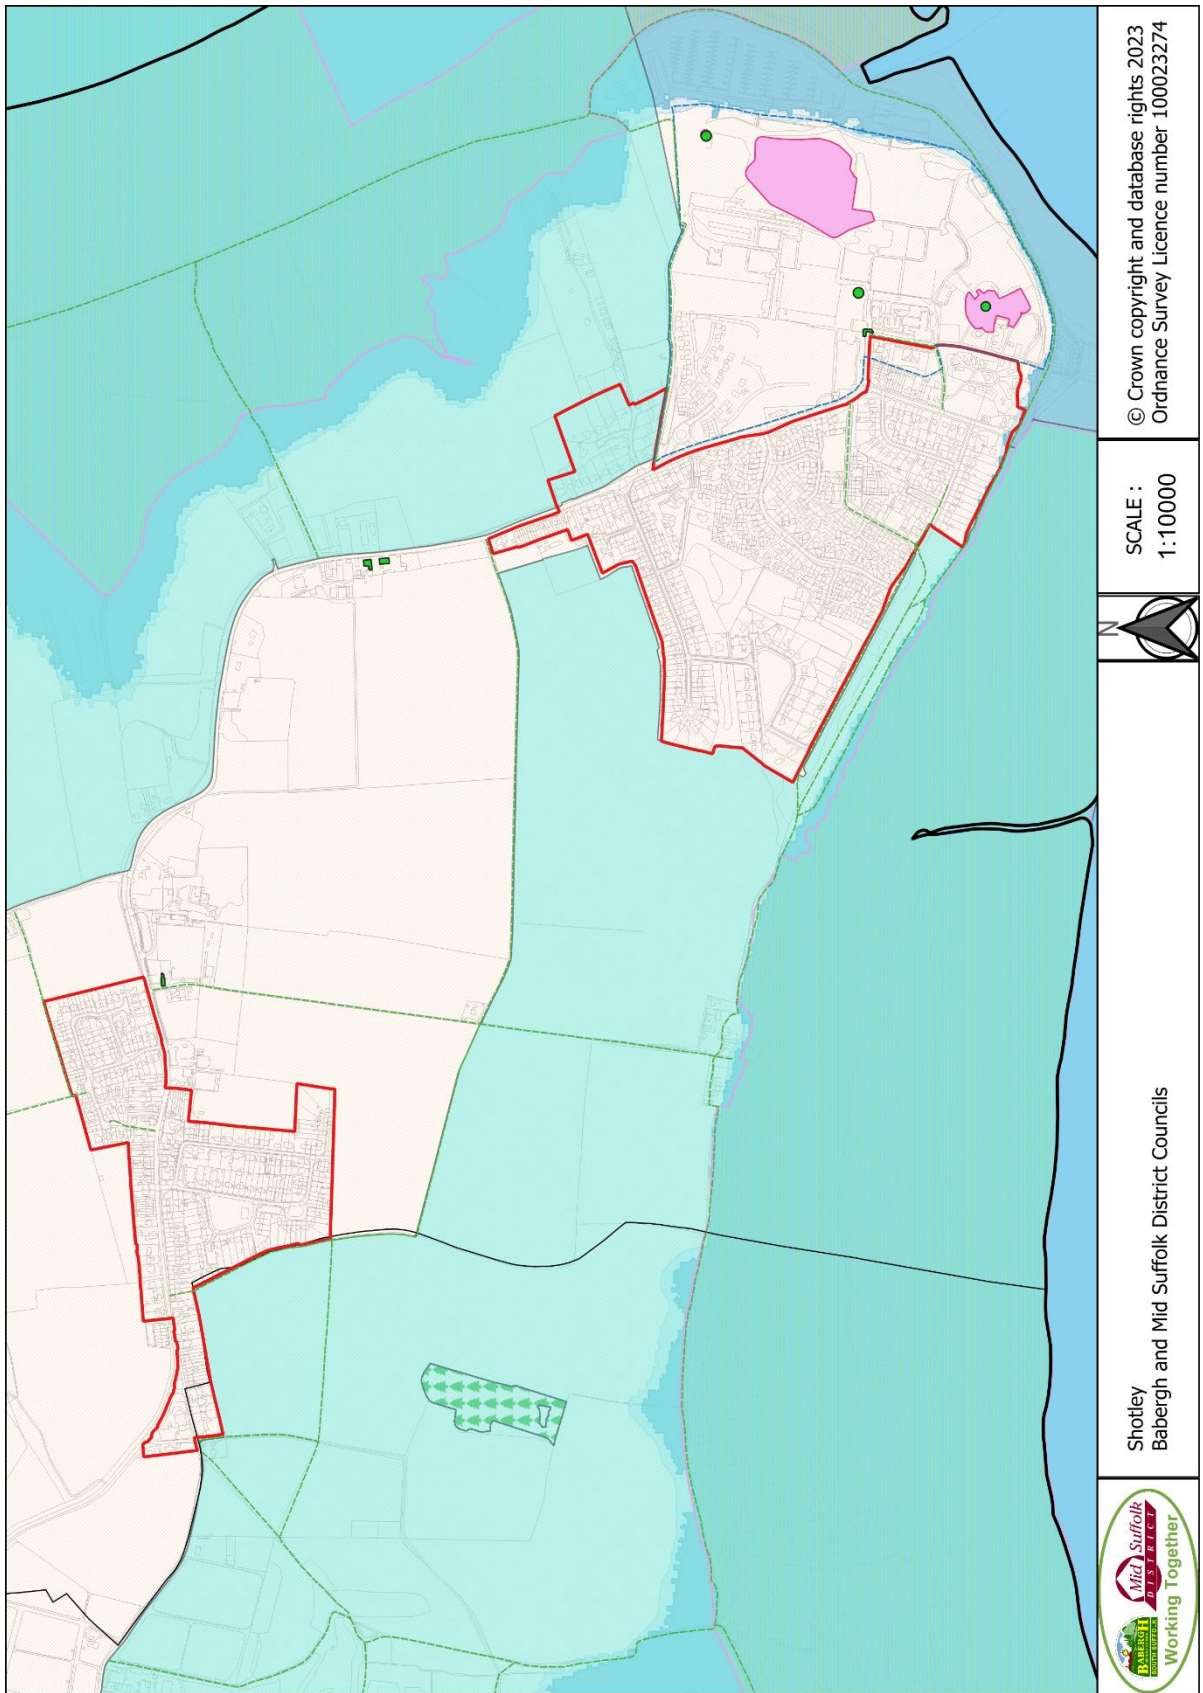 BABERGH
SOUTH SUFFOLK
Mid Suffolk
DISTRICT
Working Together
Shotley
Babergh and Mid Suffolk District Councils
N
SCALE :
1:10000
© Crown copyright and database rights 2023
Ordnance Survey Licence number 100023274